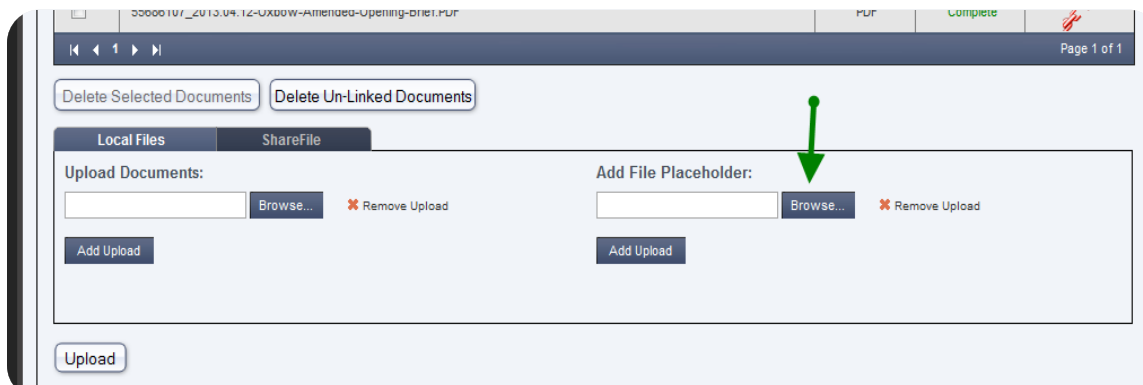 55686107_2013.04.12-Oxbow-Amended-Opening-Brief.PDF PDF Complete
1 Page 1 of 1
Delete Selected Documents Delete Un-Linked Documents
Local Files ShareFile
Upload Documents: Add File Placeholder:
Browse... Remove Upload Browse... Remove Upload
Add Upload Add Upload
Upload